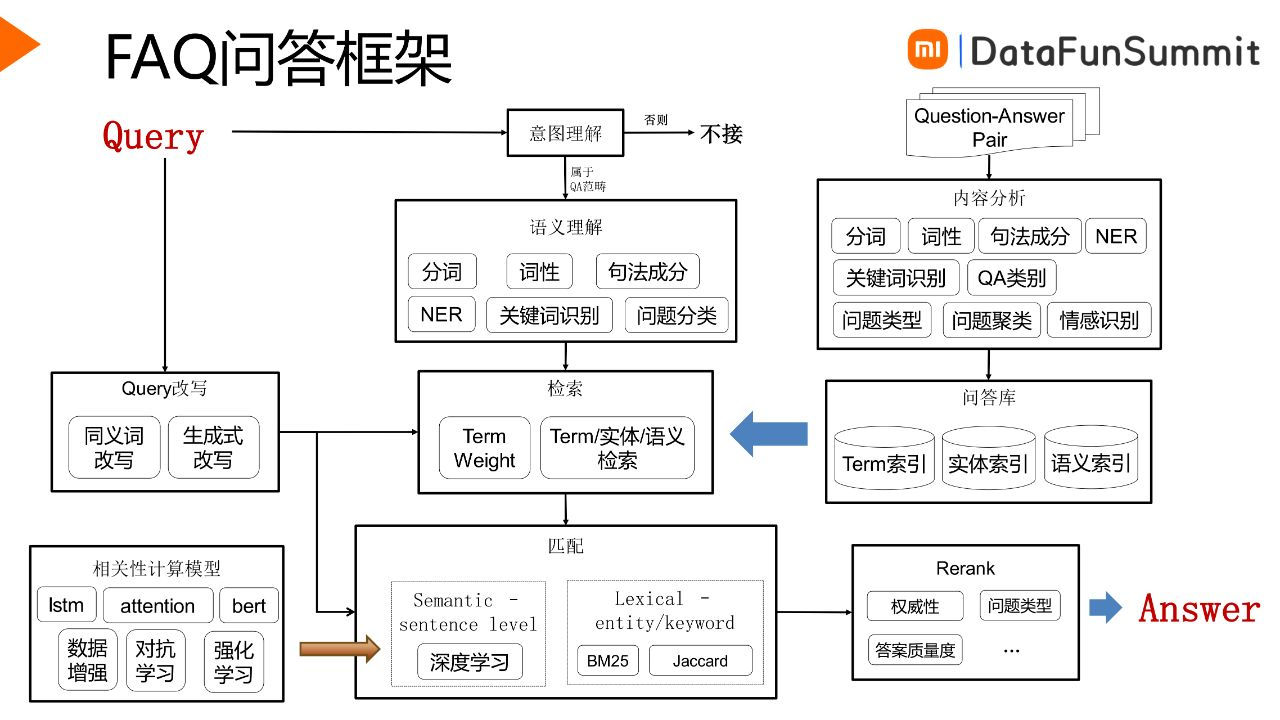 FAQ问答框架
mi | DataFunSummit
Query
意图理解
否则
不接
属于
QA范畴
语义理解
分词
词性
句法成分
NER
关键词识别
问题分类
Question-Answer
Pair
内容分析
分词
词性
句法成分
NER
关键词识别
QA类别
问题类型
问题聚类
情感识别
Query改写
同义词
改写
生成式
改写
检索
Term
Weight
Term/实体/语义
检索
问答库
Term索引
实体索引
语义索引
相关性计算模型
lstm
attention
bert
数据
增强
对抗
学习
强化
学习
匹配
Semantic -
sentence level
深度学习
Lexical -
entity/keyword
BM25
Jaccard
Rerank
权威性
问题类型
答案质量度
...
Answer